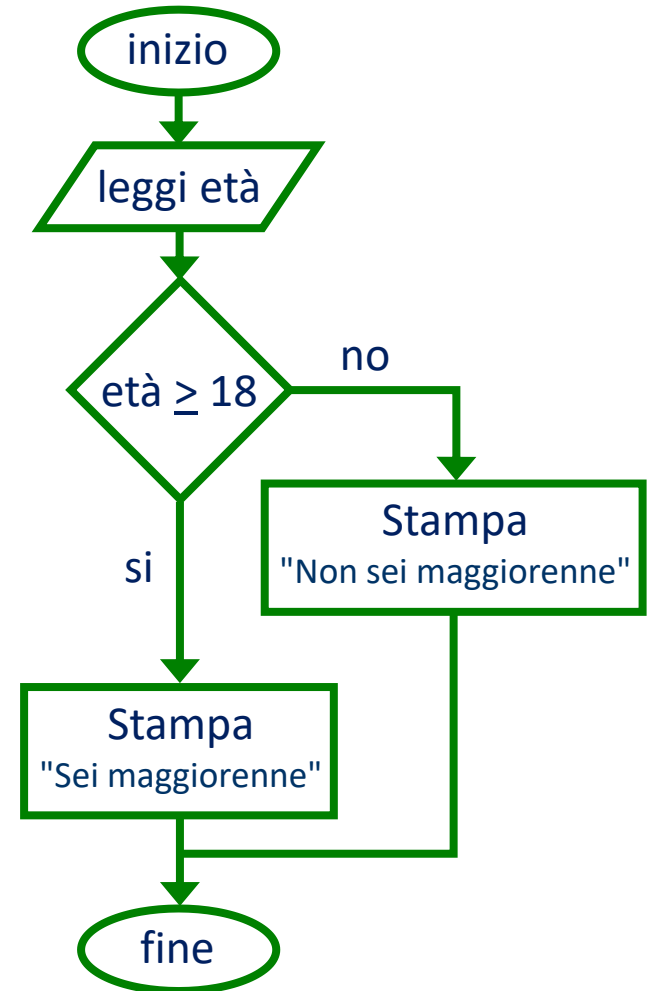 inizio
leggi età
età ≥ 18
no
Stampa
"Non sei maggiorenne"
si
Stampa
"Sei maggiorenne"
fine